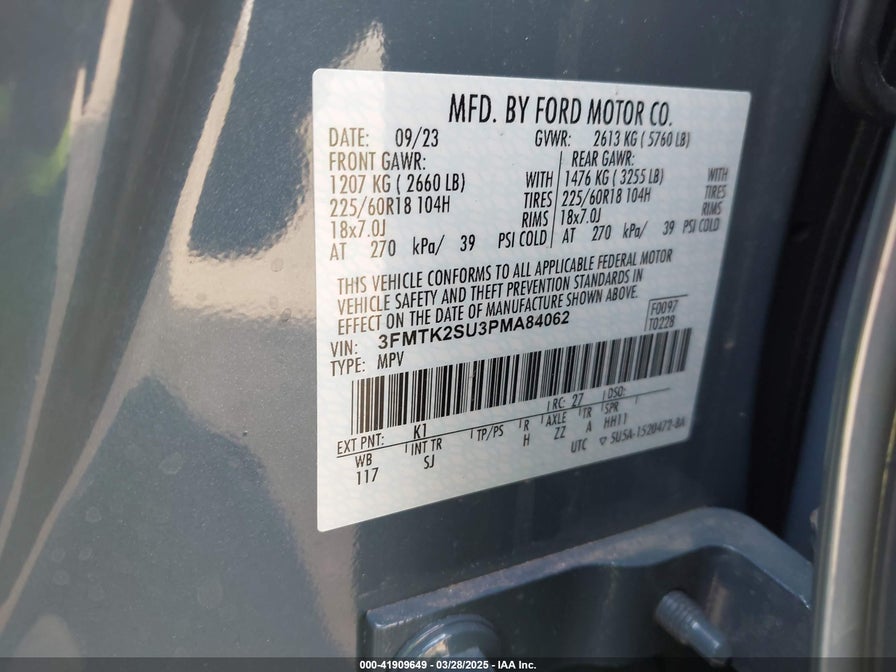 MFD. BY FORD MOTOR CO.
DATE: 09/23 GVWR: 2613 KG ( 5760 LB)
FRONT GAWR: REAR GAWR:
1207 KG ( 2660 LB) WITH 1476 KG ( 3255 LB) WITH
225/60R18 104H TIRES 225/60R18 104H TIRES
18x7.0J RIMS 18x7.0J RIMS
AT 270 kPa/ 39 PSI COLD AT 270 kPa/ 39 PSI COLD
THIS VEHICLE CONFORMS TO ALL APPLICABLE FEDERAL MOTOR
VEHICLE SAFETY AND THEFT PREVENTION STANDARDS IN
EFFECT ON THE DATE OF MANUFACTURE SHOWN ABOVE.
F0097
T0228
VIN: 3FMTK2SU3PMA84062
TYPE: MPV
RC: 27 DSO:
EXT PNT: K1 TP/PS R AXLE TR SPR
WB INT TR H ZZ A HH11
117 SJ UTC SU5A-1520472-BA
000-41909649 — 03/28/2025 — IAA Inc.